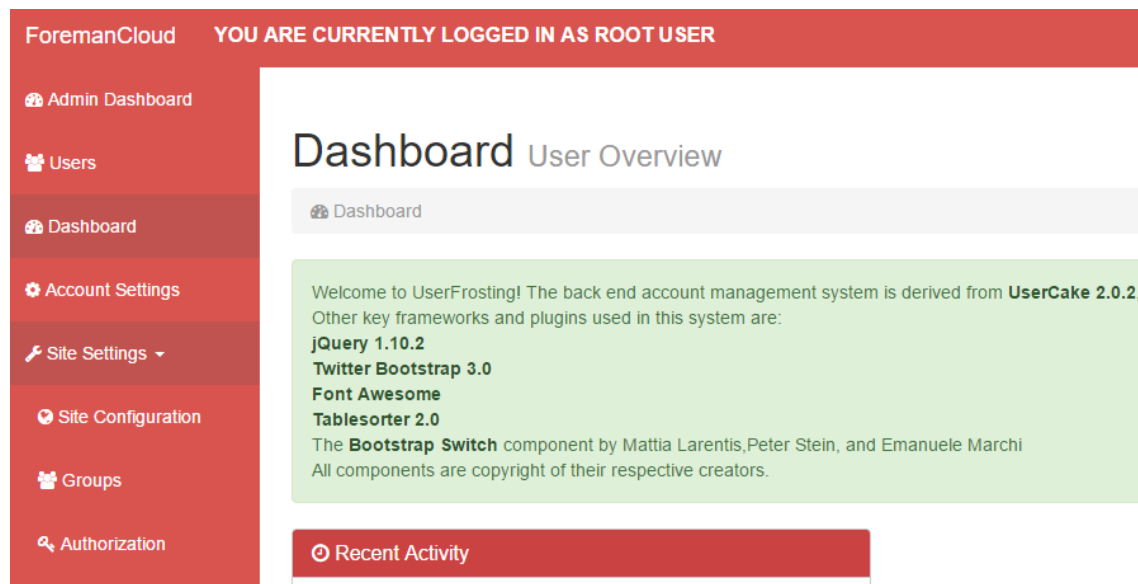 ForemanCloud YOU ARE CURRENTLY LOGGED IN AS ROOT USER
Admin Dashboard
Users
Dashboard
Account Settings
Site Settings
Site Configuration
Groups
Authorization
Dashboard User Overview
Dashboard
Welcome to UserFrosting! The back end account management system is derived from UserCake 2.0.2
Other key frameworks and plugins used in this system are:
jQuery 1.10.2
Twitter Bootstrap 3.0
Font Awesome
Tablesorter 2.0
The Bootstrap Switch component by Mattia Larentis,Peter Stein, and Emanuele Marchi
All components are copyright of their respective creators.
Recent Activity